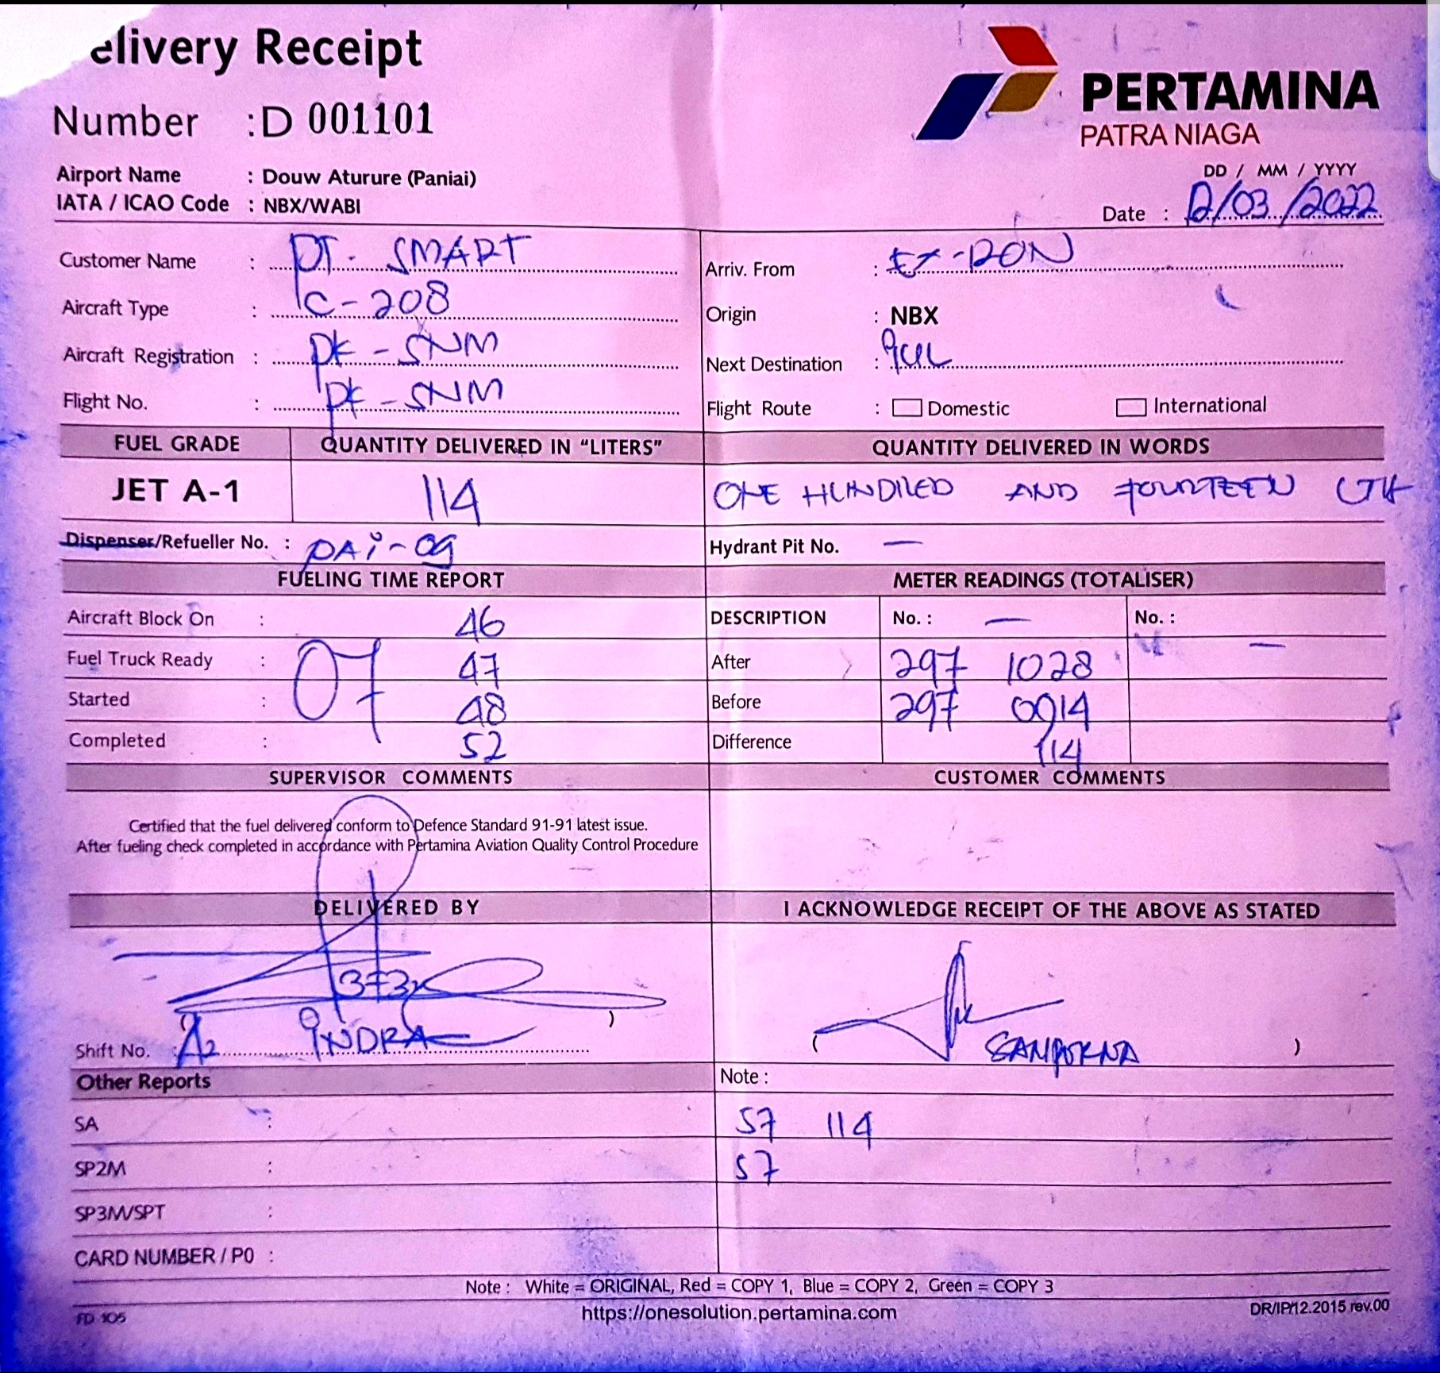 elivery Receipt
Number : D 001101
PERTAMINA
PATRA NIAGA
Airport Name : Douw Aturure (Paniai)
IATA / ICAO Code : NBX/WABI
DD / MM / YYYY
Date : 12/03/2022
Customer Name : PT. SMART
Arriv. From : EX-DON
Aircraft Type : C-208
Origin : NBX
Aircraft Registration : PK-SNM
Next Destination :
Flight No. : PK-SNM
Flight Route : Domestic International
FUEL GRADE QUANTITY DELIVERED IN "LITERS" QUANTITY DELIVERED IN WORDS
JET A-1 114 ONE HUNDRED AND FOURTEEN LTR
Dispenser/Refueller No. : PAI-09
Hydrant Pit No. —
FUELING TIME REPORT METER READINGS (TOTALISER)
Aircraft Block On : 46
DESCRIPTION No. : — No. : —
Fuel Truck Ready : 07 47
After 297 1028
Started : 48
Before 297 0914
Completed : 52
Difference 114
SUPERVISOR COMMENTS CUSTOMER COMMENTS
Certified that the fuel delivered conform to Defence Standard 91-91 latest issue.
After fueling check completed in accordance with Pertamina Aviation Quality Control Procedure
DELIVERED BY I ACKNOWLEDGE RECEIPT OF THE ABOVE AS STATED
373
Shift No. : A2 INDRA )
( )
Other Reports Note :
SA : 57 114
SP2M : 57
SP3M/SPT :
CARD NUMBER / PO :
Note : White = ORIGINAL, Red = COPY 1, Blue = COPY 2, Green = COPY 3
FD 105 https://onesolution.pertamina.com DR/IP/12.2015 rev.00